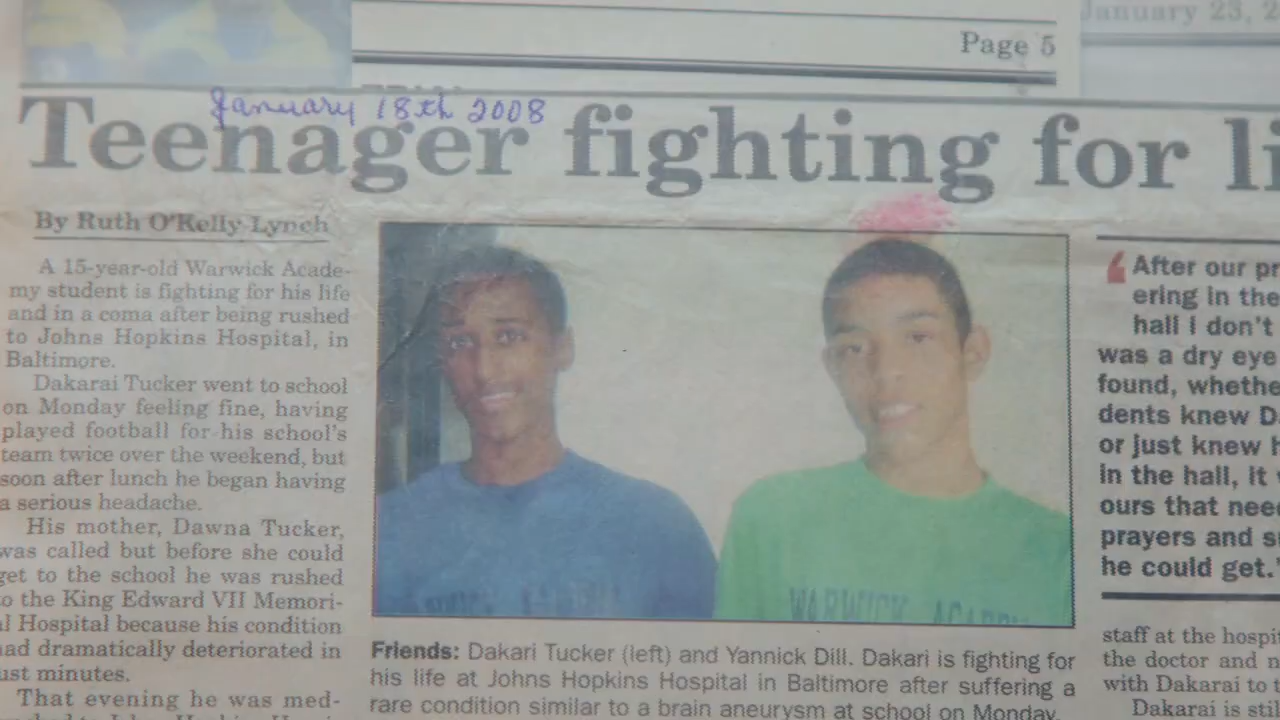 January 23, 2
Page 5
January 18th 2008
Teenager fighting for li
By Ruth O'Kelly Lynch
A 15-year-old Warwick Acade-
my student is fighting for his life
and in a coma after being rushed
to Johns Hopkins Hospital, in
Baltimore.
Dakarai Tucker went to school
on Monday feeling fine, having
played football for his school's
team twice over the weekend, but
soon after lunch he began having
a serious headache.
His mother, Dawna Tucker,
was called but before she could
get to the school he was rushed
to the King Edward VII Memori-
al Hospital because his condition
had dramatically deteriorated in
ust minutes.
That evening he was med-
WARWICK ACADEMY
Friends: Dakari Tucker (left) and Yannick Dill. Dakari is fighting for
his life at Johns Hopkins Hospital in Baltimore after suffering a
rare condition similar to a brain aneurysm at school on Monday.
After our pr
ering in the
hall I don't
was a dry eye
found, whethe
dents knew D
or just knew h
in the hall, it
ours that need
prayers and su
he could get.'
staff at the hospi
the doctor and n
with Dakarai to t
Dakarai is stil